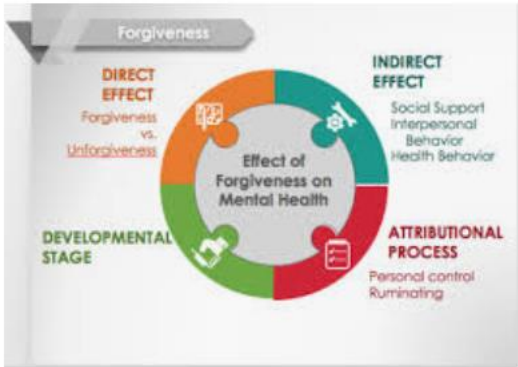 Forgiveness
DIRECT
EFFECT
Forgiveness
vs.
Unforgiveness
INDIRECT
EFFECT
Social Support
Interpersonal
Behavior
Health Behavior
Effect of
Forgiveness on
Mental Health
DEVELOPMENTAL
STAGE
ATTRIBUTIONAL
PROCESS
Personal control
Ruminating